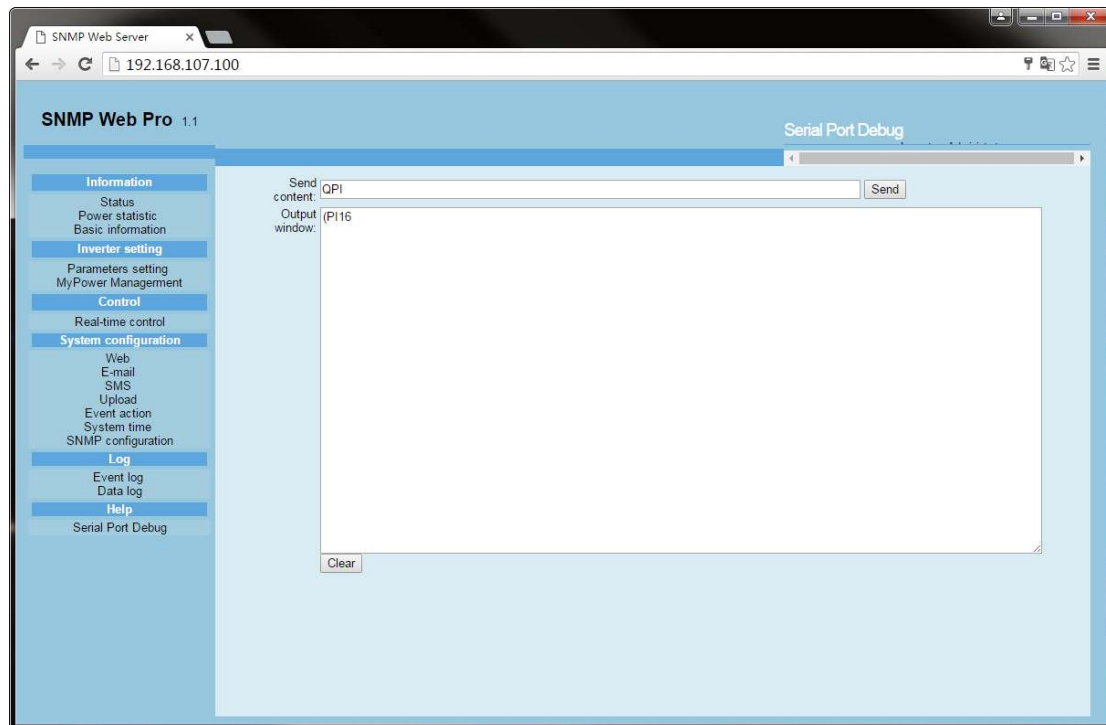 SNMP Web Server
192.168.107.100
SNMP Web Pro 1.1
Serial Port Debug
Information
Status
Power statistic
Basic information
Inverter setting
Parameters setting
MyPower Managerment
Control
Real-time control
System configuration
Web
E-mail
SMS
Upload
Event action
System time
SNMP configuration
Log
Event log
Data log
Help
Serial Port Debug
Send content: QPI Send
Output window: (PI16
Clear